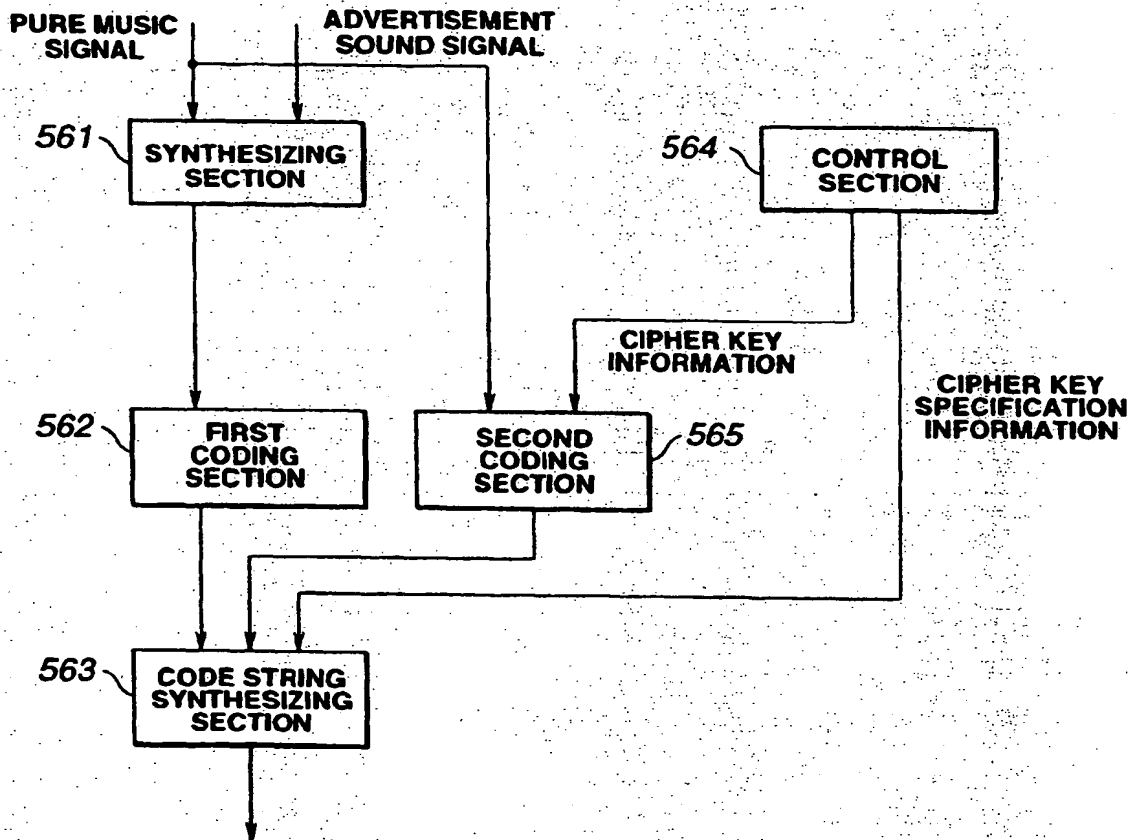 PURE MUSIC
SIGNAL
ADVERTISEMENT
SOUND SIGNAL
561
SYNTHESIZING
SECTION
564
CONTROL
SECTION
CIPHER KEY
INFORMATION
CIPHER KEY
SPECIFICATION
INFORMATION
562
FIRST
CODING
SECTION
SECOND
CODING
SECTION
565
563
CODE STRING
SYNTHESIZING
SECTION